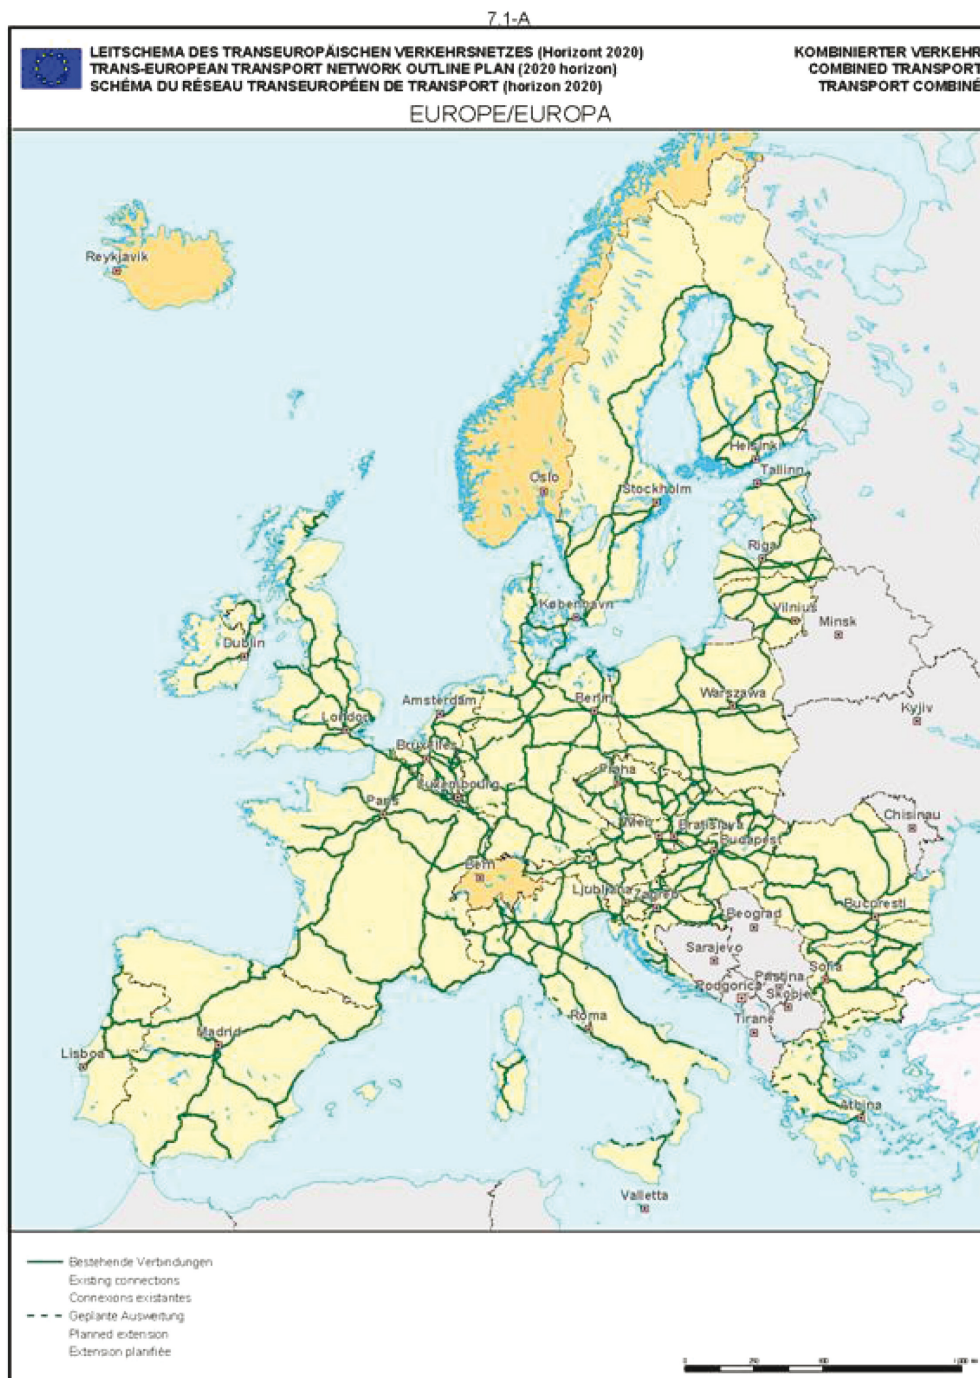 7.1-A
LEITSCHEMA DES TRANSEUROPÄISCHEN VERKEHRSNETZES (Horizont 2020)
TRANS-EUROPEAN TRANSPORT NETWORK OUTLINE PLAN (2020 horizon)
SCHÉMA DU RÉSEAU TRANSEUROPÉEN DE TRANSPORT (horizon 2020)
KOMBINIERTER VERKEHR
COMBINED TRANSPORT
TRANSPORT COMBINÉ
EUROPE/EUROPA
Reykjavik
Helsinki
Tallinn
Oslo
Stockholm
Riga
København
Vilnius
Minsk
Dublin
Amsterdam
Berlin
Warszawa
London
Kyjiv
Bruxelles
Praha
Luxembourg
Paris
Chisinau
Wien
Bratislava
Budapest
Bern
Ljubljana
Zagreb
Bucuresti
Beograd
Sarajevo
Sofia
Pristina
Podgorica
Skopje
Tirane
Madrid
Roma
Lisboa
Athina
Valletta
Bestehende Verbindungen
Existing connections
Connexions existantes
Geplante Auswertung
Planned extension
Extension planifiée
0